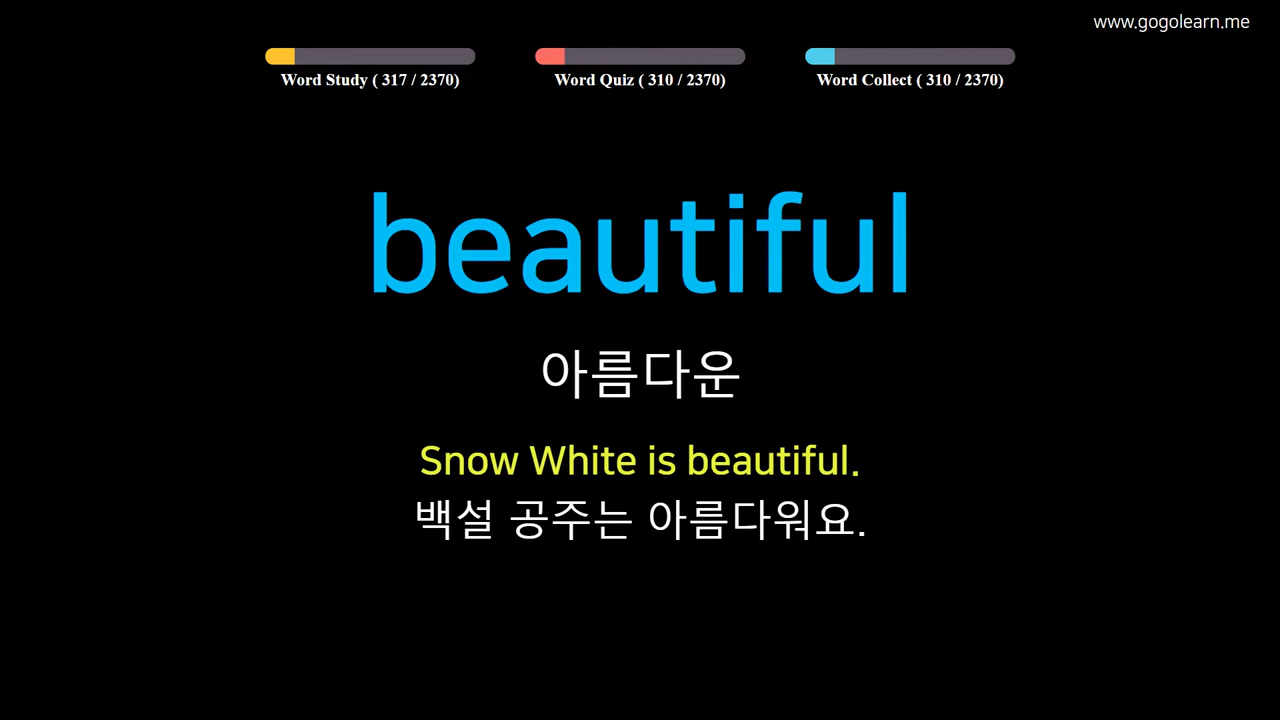 www.gogolearn.me
Word Study ( 317 / 2370)
Word Quiz ( 310 / 2370)
Word Collect ( 310 / 2370)
beautiful
아름다운
Snow White is beautiful.
백설 공주는 아름다워요.